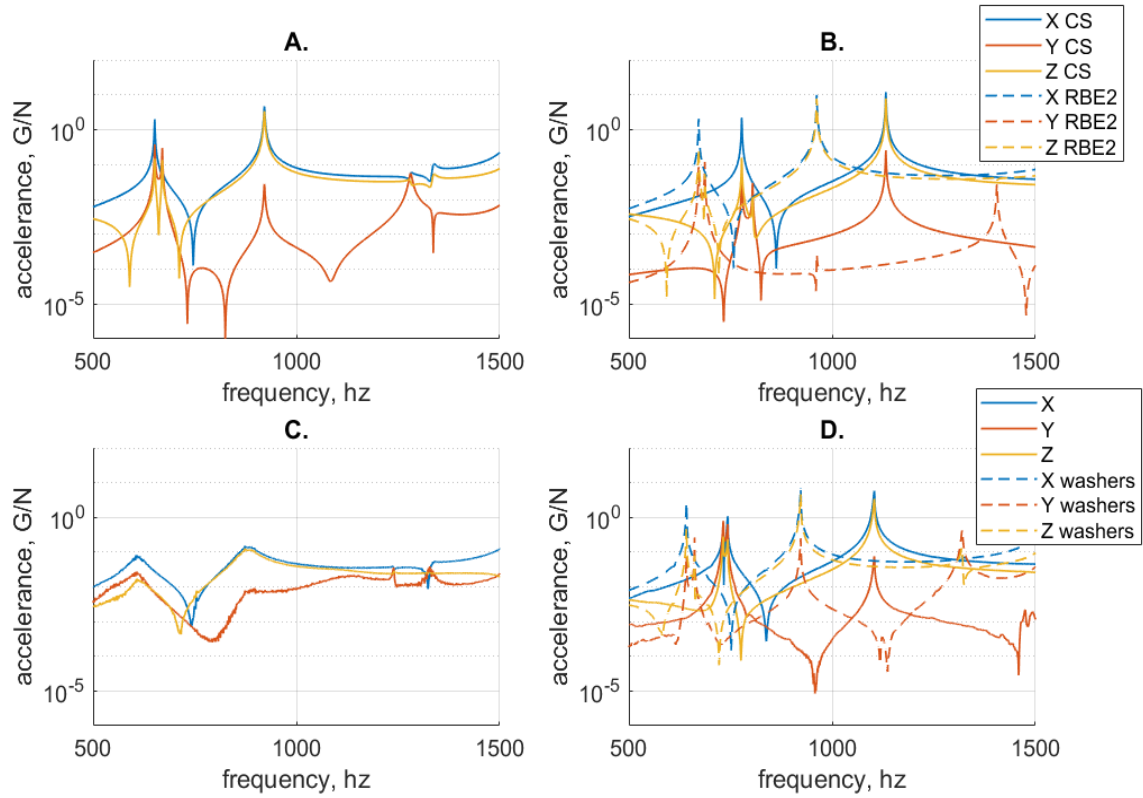 A.
accelerance, G/N
10^0
10^-5
500
1000
1500
frequency, hz
B.
accelerance, G/N
10^0
10^-5
500
1000
1500
frequency, hz
X CS
Y CS
Z CS
X RBE2
Y RBE2
Z RBE2
C.
accelerance, G/N
10^0
10^-5
500
1000
1500
frequency, hz
D.
accelerance, G/N
10^0
10^-5
500
1000
1500
frequency, hz
X
Y
Z
X washers
Y washers
Z washers